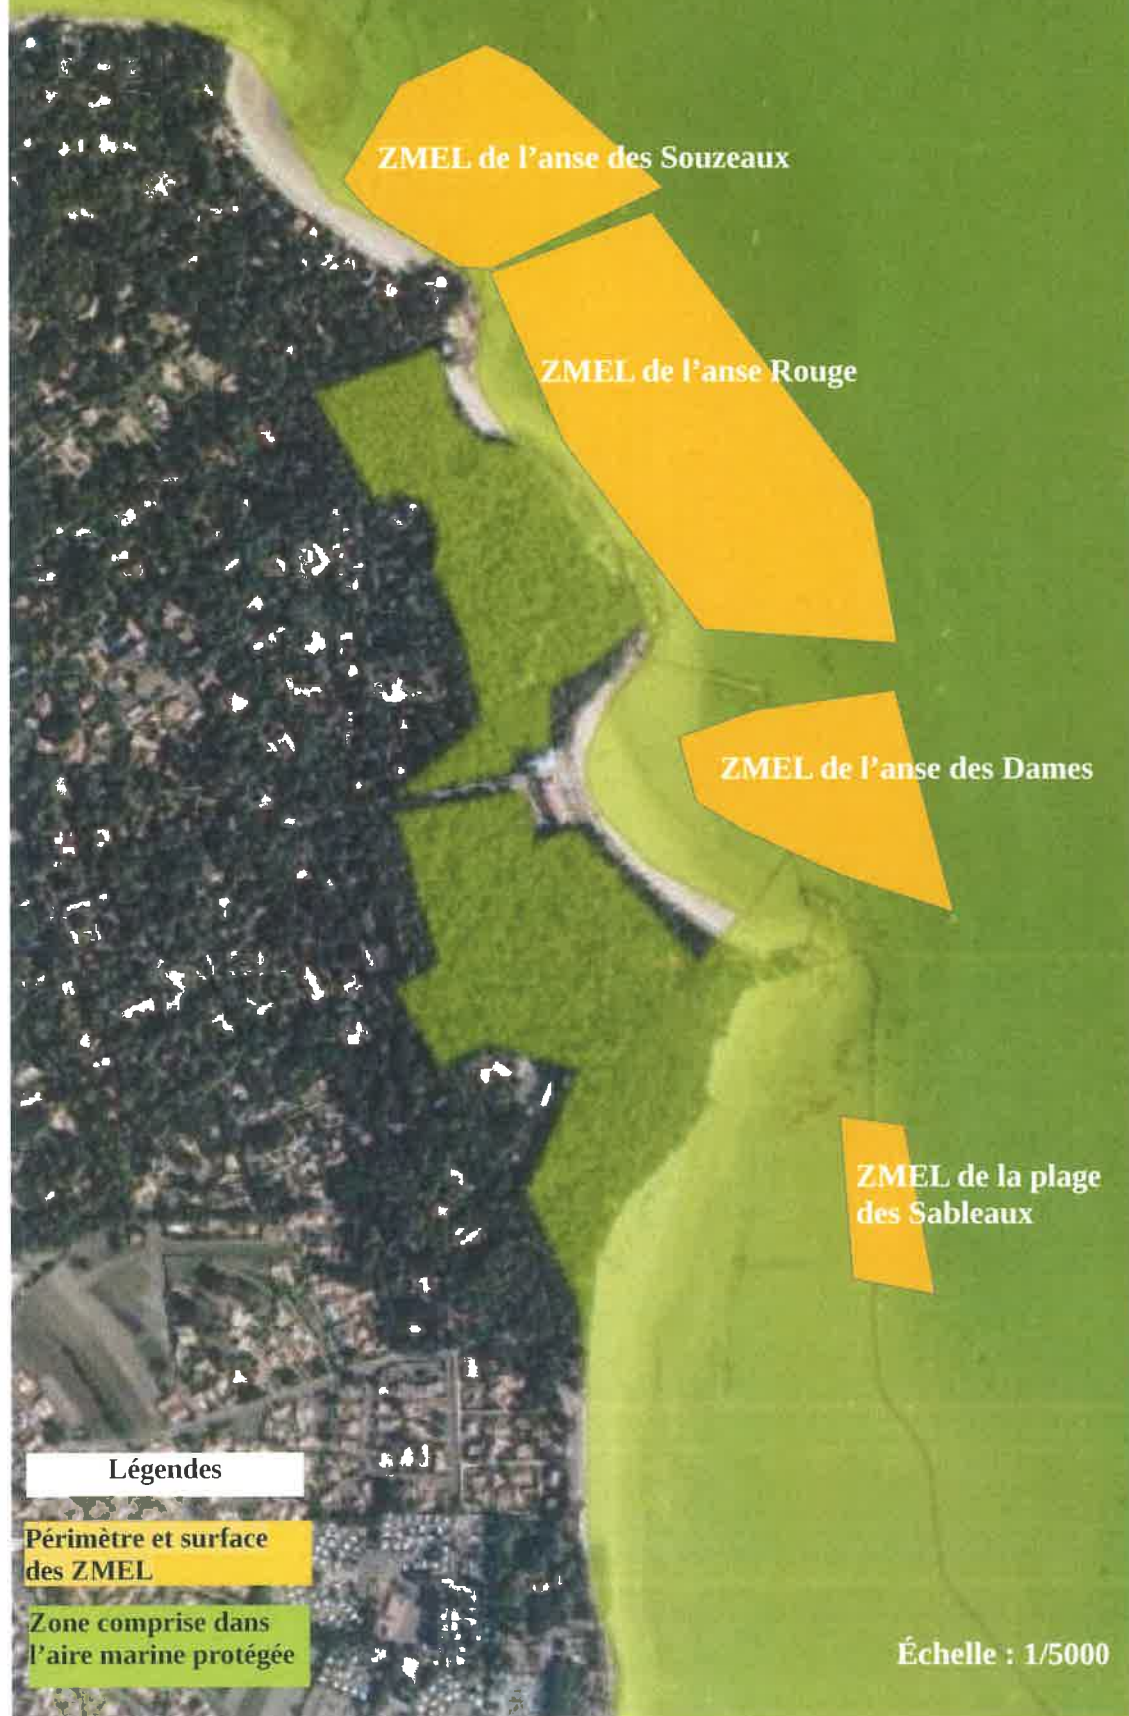 ZMEL de l’anse des Souzeaux
ZMEL de l’anse Rouge
ZMEL de l’anse des Dames
ZMEL de la plage
des Sableaux
Légendes
Périmètre et surface
des ZMEL
Zone comprise dans
l’aire marine protégée
Échelle : 1/5000